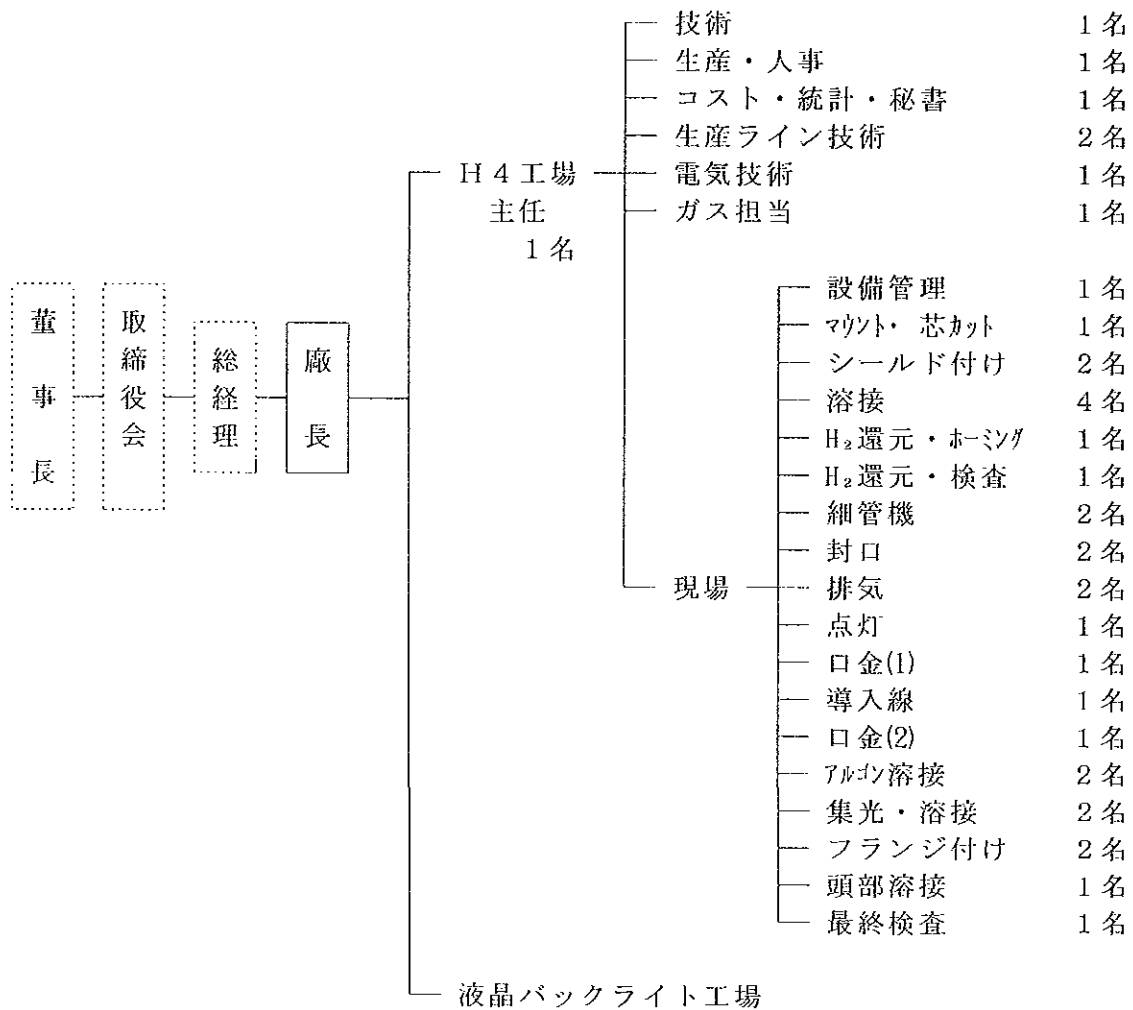 技術 1名
生産・人事 1名
コスト・統計・秘書 1名
生産ライン技術 2名
H4工場 電気技術 1名
主任 ガス担当 1名
1名
董事長
取締役会
総経理
廠長
設備管理 1名
マウント・芯カット 1名
シールド付け 2名
溶接 4名
H₂還元・ホーミング 1名
H₂還元・検査 1名
細管機 2名
封口 2名
現場 排気 2名
点灯 1名
口金(1) 1名
導入線 1名
口金(2) 1名
アルゴン溶接 2名
集光・溶接 2名
フランジ付け 2名
頭部溶接 1名
最終検査 1名
液晶バックライト工場